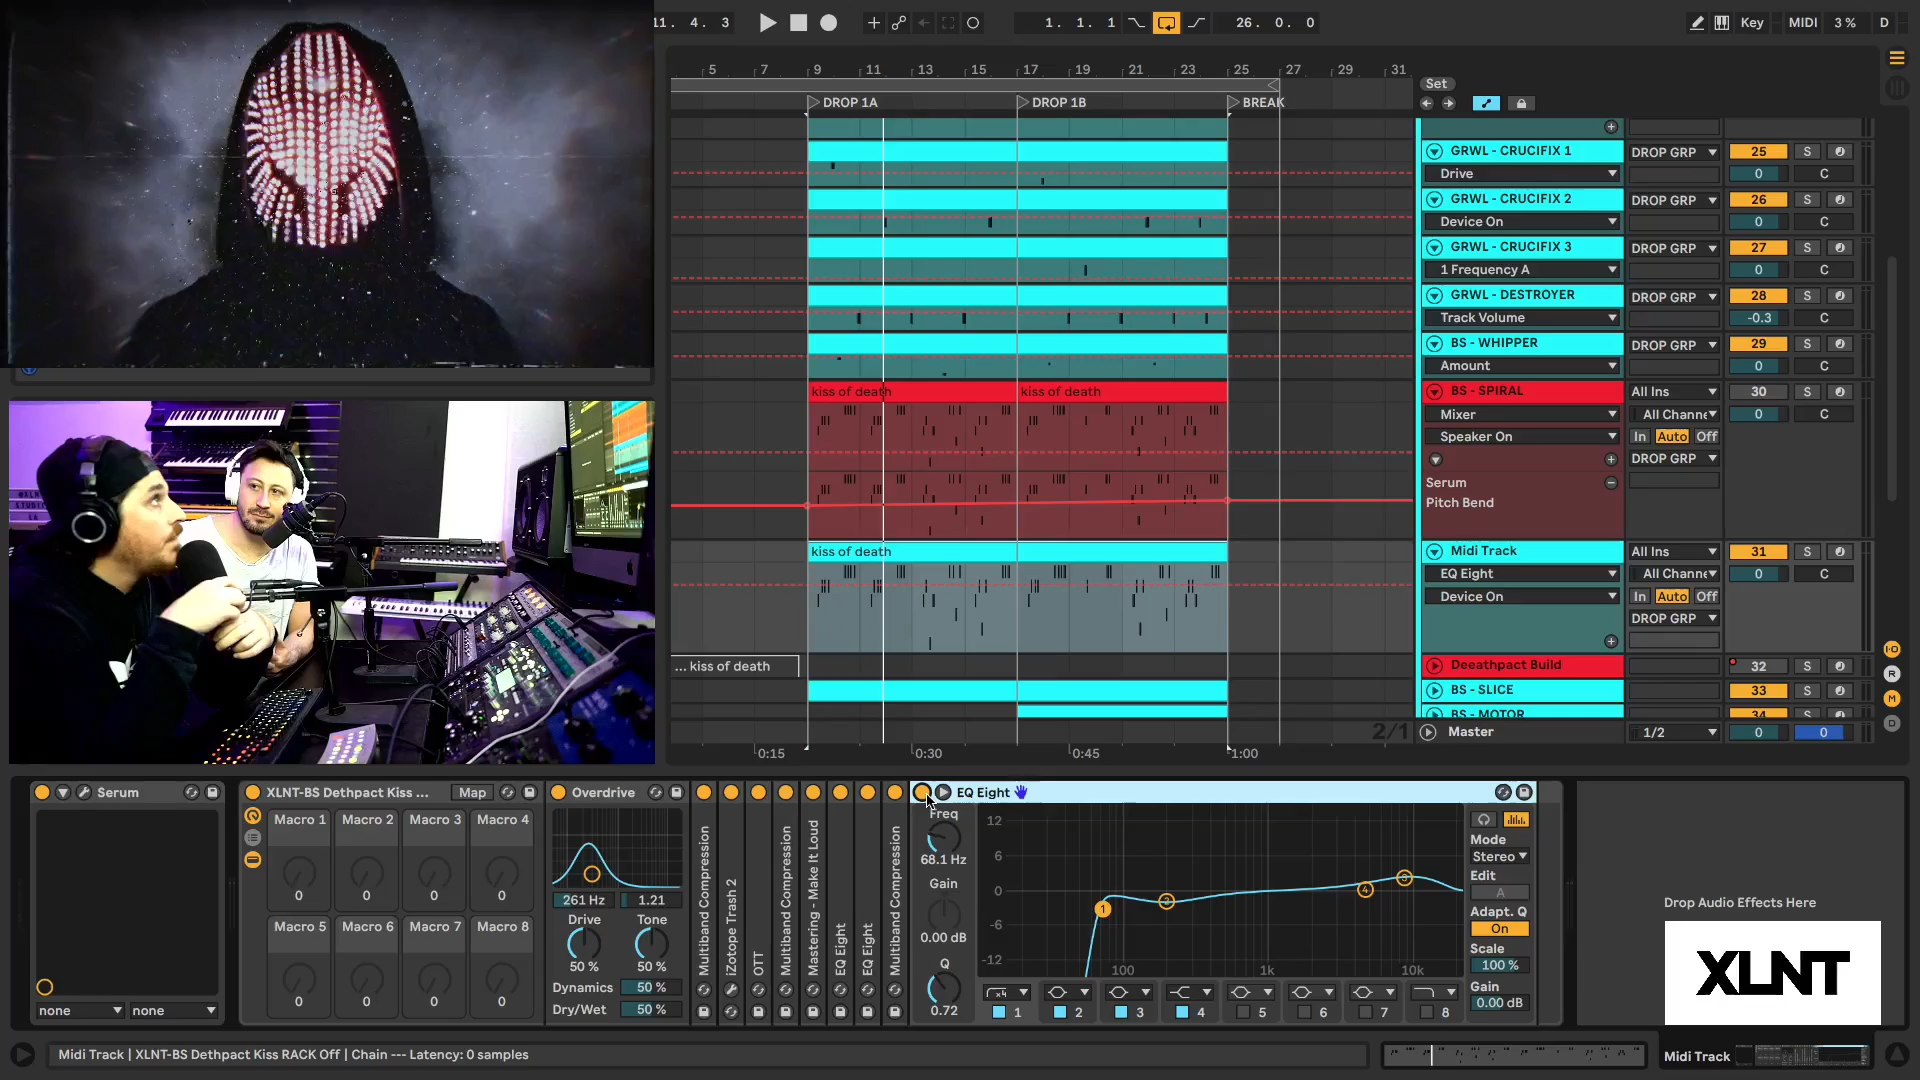 11. 4. 3
1. 1. 1
26. 0. 0
Key
MIDI
3 %
D
5 7 9 11 13 15 17 19 21 23 25 27 29 31
Set
DROP 1A
DROP 1B
BREAK
GRWL - CRUCIFIX 1
DROP GRP
25
S
Drive
0
C
GRWL - CRUCIFIX 2
DROP GRP
26
S
Device On
0
C
GRWL - CRUCIFIX 3
DROP GRP
27
S
1 Frequency A
0
C
GRWL - DESTROYER
DROP GRP
28
S
Track Volume
-0.3
C
BS - WHIPPER
DROP GRP
29
S
Amount
0
C
kiss of death
kiss of death
BS - SPIRAL
All Ins
30
S
Mixer
All Channe
0
C
Speaker On
In Auto Off
DROP GRP
Serum
Pitch Bend
kiss of death
Midi Track
All Ins
31
S
EQ Eight
All Channe
0
C
Device On
In Auto Off
DROP GRP
... kiss of death
Deeathpact Build
32
S
BS - SLICE
33
S
BS - MOTOR
34
S
2/1
Master
1/2
0
0
0:15
0:30
0:45
1:00
I·O
R
M
D
Serum
none
none
XLNT-BS Dethpact Kiss ...
Map
Macro 1 Macro 2 Macro 3 Macro 4
0 0 0 0
Macro 5 Macro 6 Macro 7 Macro 8
0 0 0 0
Overdrive
261 Hz
1.21
Drive
Tone
50 %
50 %
Dynamics
50 %
Dry/Wet
50 %
Multiband Compression
iZotope Trash 2
OTT
Multiband Compression
Mastering - Make It Loud
EQ Eight
EQ Eight
Multiband Compression
EQ Eight
Freq
68.1 Hz
Gain
0.00 dB
Q
0.72
12
6
0
-6
-12
100
1k
10k
1
2
4
3
x4
1 2 3 4 5 6 7 8
Mode
Stereo
Edit
A
Adapt. Q
On
Scale
100 %
Gain
0.00 dB
Drop Audio Effects Here
XLNT
Midi Track | XLNT-BS Dethpact Kiss RACK Off | Chain --- Latency: 0 samples
Midi Track